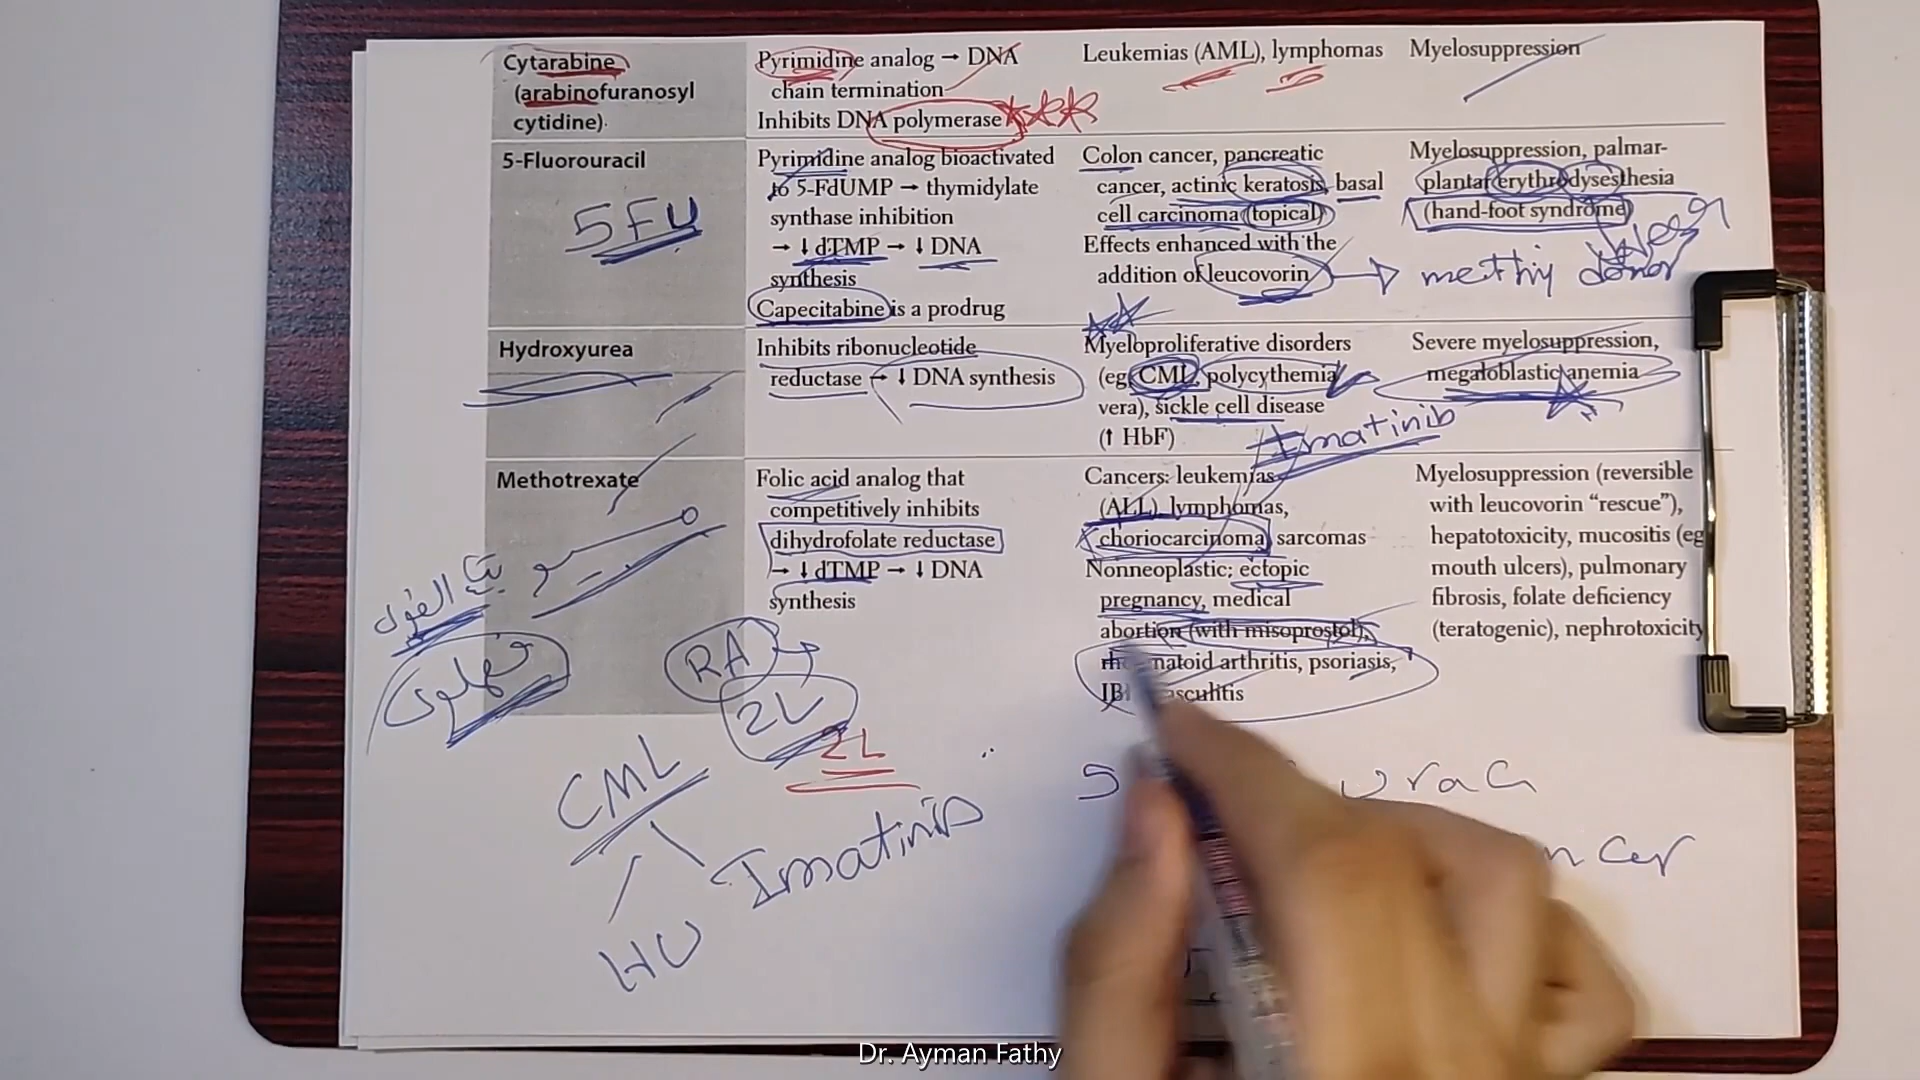 Cytarabine
(arabinofuranosyl
cytidine).
Pyrimidine analog → DNA
chain termination
Inhibits DNA polymerase
Leukemias (AML), lymphomas
Myelosuppression
5-Fluorouracil
5FU
Pyrimidine analog bioactivated
to 5-FdUMP → thymidylate
synthase inhibition
→ ↓ dTMP → ↓ DNA
synthesis
Capecitabine is a prodrug
Colon cancer, pancreatic
cancer, actinic keratosis, basal
cell carcinoma (topical)
Effects enhanced with the
addition of leucovorin
Myelosuppression, palmar-
plantar erythrodysesthesia
(hand-foot syndrome)
methiy donor
Hydroxyurea
Inhibits ribonucleotide
reductase → ↓ DNA synthesis
Myeloproliferative disorders
(eg, CML, polycythemia
vera), sickle cell disease
(↑ HbF)
Imatinib
Severe myelosuppression,
megaloblastic anemia
Methotrexate
Folic acid analog that
competitively inhibits
dihydrofolate reductase
→ ↓ dTMP → ↓ DNA
synthesis
Cancers: leukemias
(ALL), lymphomas,
choriocarcinoma, sarcomas
Nonneoplastic: ectopic
pregnancy, medical
abortion (with misoprostol),
arthritis, psoriasis,
Myelosuppression (reversible
with leucovorin “rescue”),
hepatotoxicity, mucositis (eg
mouth ulcers), pulmonary
fibrosis, folate deficiency
(teratogenic), nephrotoxicity
RA
2L
2L
CML
HU
Imatinib
Dr. Ayman Fathy